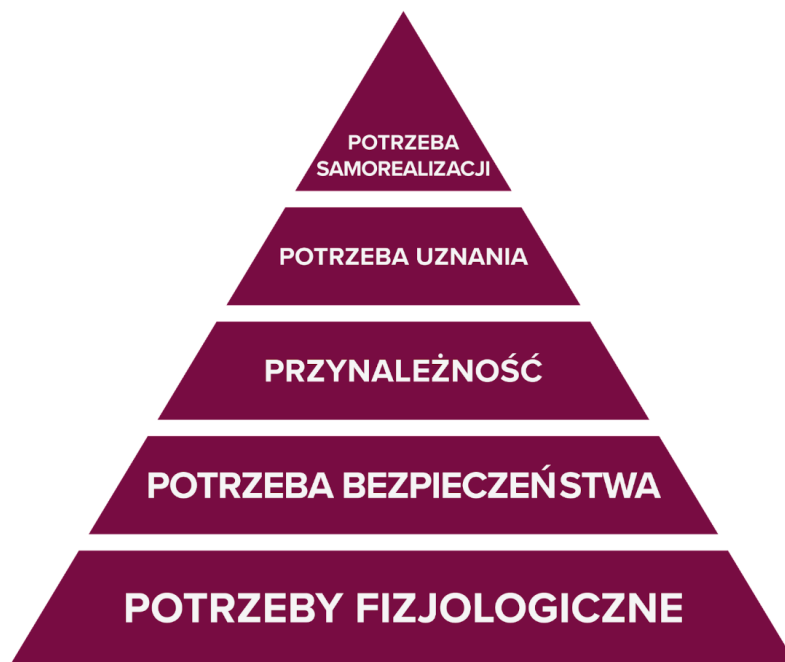 POTRZEBA
SAMOREALIZACJI
POTRZEBA UZNANIA
PRZYNALEŻNOŚĆ
POTRZEBA BEZPIECZEŃSTWA
POTRZEBY FIZJOLOGICZNE